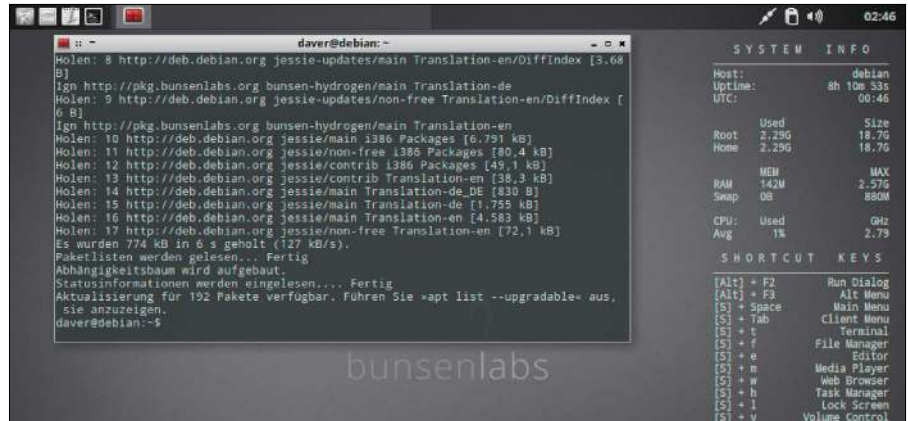 02:46
daver@debian: ~
Holen: 8 http://deb.debian.org jessie-updates/main Translation-en/DiffIndex [3.68
B]
Ign http://pkg.bunsenlabs.org bunsen-hydrogen/main Translation-de
Holen: 9 http://deb.debian.org jessie-updates/non-free Translation-en/DiffIndex [
6 B]
Ign http://pkg.bunsenlabs.org bunsen-hydrogen/main Translation-en
Holen: 10 http://deb.debian.org jessie/main i386 Packages [6.791 kB]
Holen: 11 http://deb.debian.org jessie/non-free i386 Packages [80,4 kB]
Holen: 12 http://deb.debian.org jessie/contrib i386 Packages [49,1 kB]
Holen: 13 http://deb.debian.org jessie/contrib Translation-en [38,3 kB]
Holen: 14 http://deb.debian.org jessie/main Translation-de_DE [830 B]
Holen: 15 http://deb.debian.org jessie/main Translation-de [1.755 kB]
Holen: 16 http://deb.debian.org jessie/main Translation-en [4.583 kB]
Holen: 17 http://deb.debian.org jessie/non-free Translation-en [72,1 kB]
Es wurden 774 kB in 6 s geholt (127 kB/s).
Paketlisten werden gelesen... Fertig
Abhängigkeitsbaum wird aufgebaut.
Statusinformationen werden eingelesen.... Fertig
Aktualisierung für 192 Pakete verfügbar. Führen Sie »apt list --upgradable« aus,
sie anzuzeigen.
daver@debian:~$
bunsenlabs
SYSTEM INFO
Host: debian
Uptime: 8h 10m 53s
UTC: 00:46
Used Size
Root 2.29G 18.7G
Home 2.29G 18.7G
MEM MAX
RAM 142M 2.57G
Swap 0B 880M
CPU: Used GHz
Avg 1% 2.79
SHORTCUT KEYS
[Alt] + F2 Run Dialog
[Alt] + F3 Alt Menu
[S] + Space Main Menu
[S] + Tab Client Menu
[S] + t Terminal
[S] + f File Manager
[S] + e Editor
[S] + m Media Player
[S] + w Web Browser
[S] + h Task Manager
[S] + l Lock Screen
[S] + v Volume Control